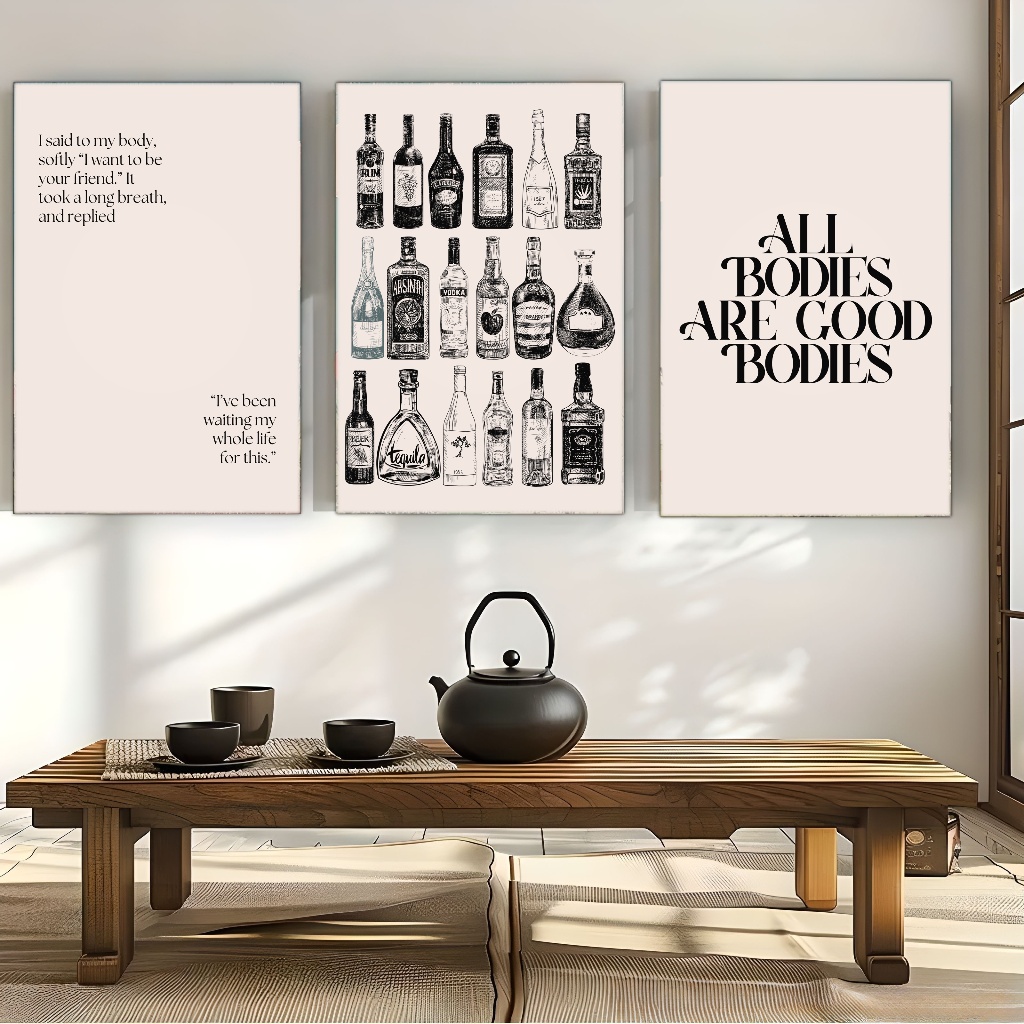 I said to my body,
softly “I want to be
your friend.” It
took a long breath,
and replied
“I’ve been
waiting my
whole life
for this.”
ABSINTH
VODKA
BEER
tequila
ALL
BODIES
ARE GOOD
BODIES